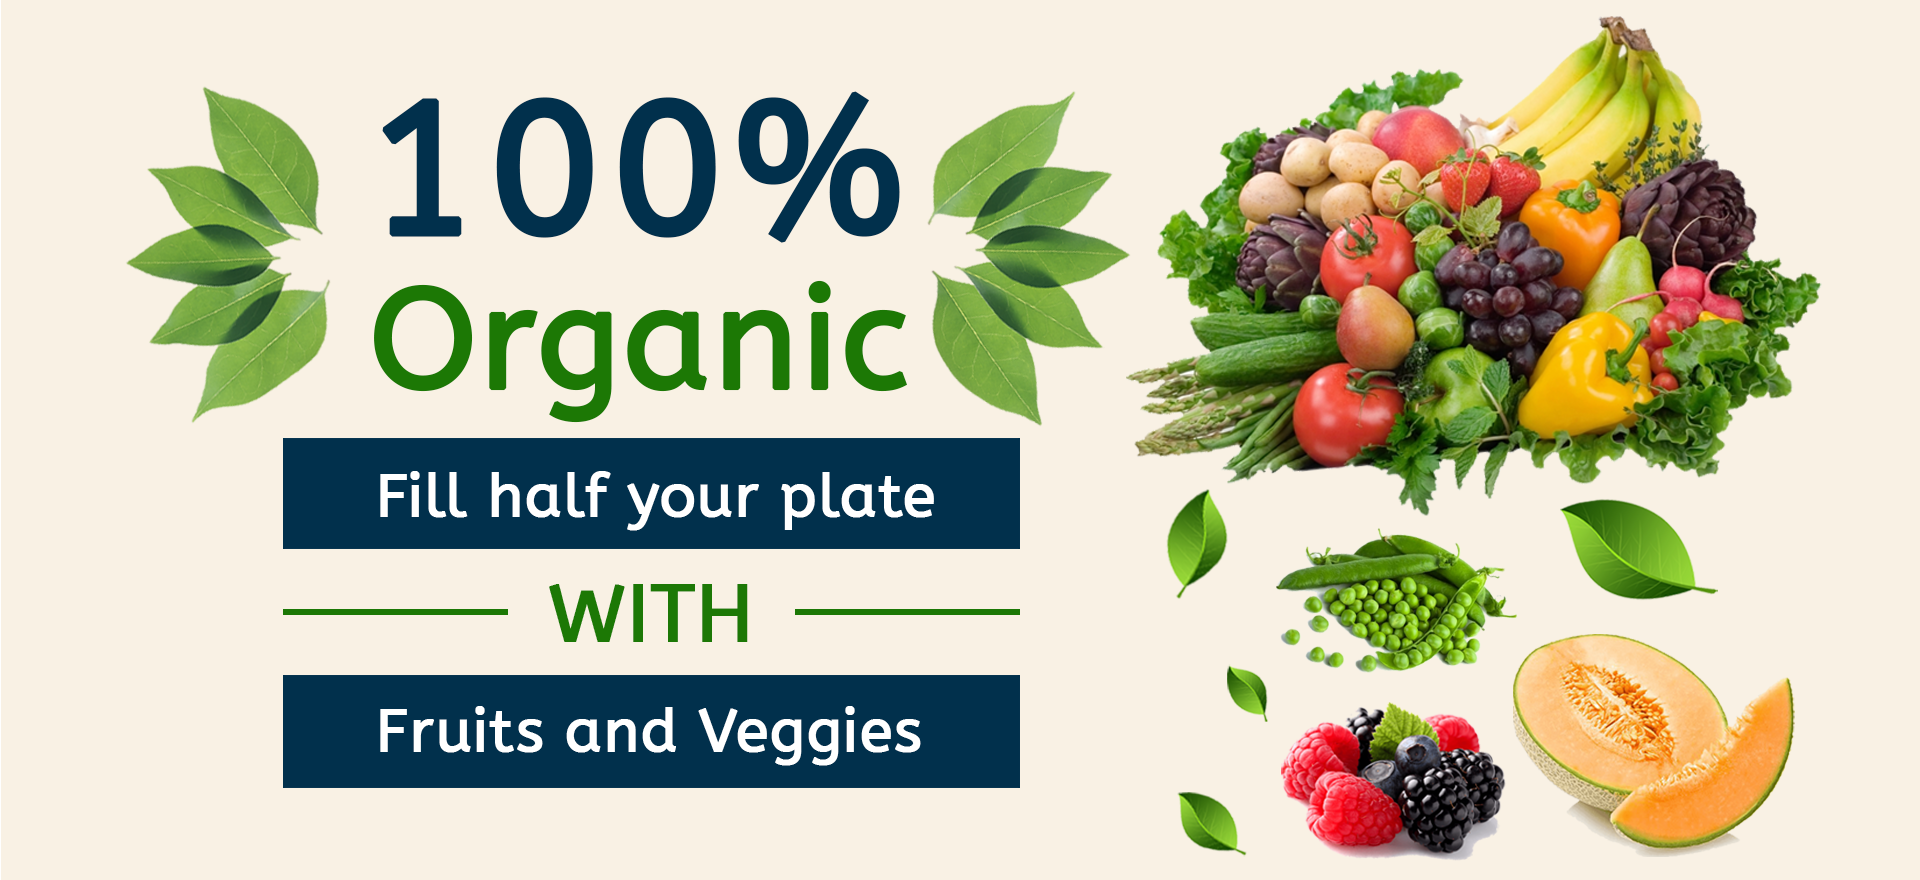 100%
Organic
Fill half your plate
WITH
Fruits and Veggies